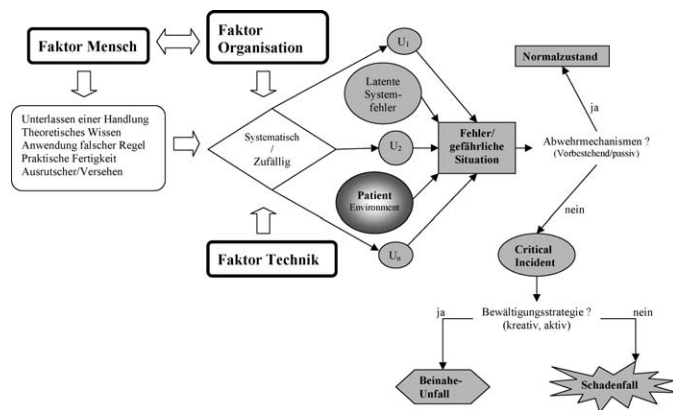 Faktor Mensch
Faktor
Organisation
Unterlassen einer Handlung
Theoretisches Wissen
Anwendung falscher Regel
Praktische Fertigkeit
Ausrutscher/Versehen
Systematisch
/
Zufällig
Faktor Technik
U1
Latente
System-
fehler
U2
Patient
Environment
Un
Fehler/
gefährliche
Situation
Normalzustand
ja
Abwehrmechanismen ?
(Vorbestehend/passiv)
nein
Critical
Incident
ja
Bewältigungsstrategie ?
(kreativ, aktiv)
nein
Beinahe-
Unfall
Schadenfall